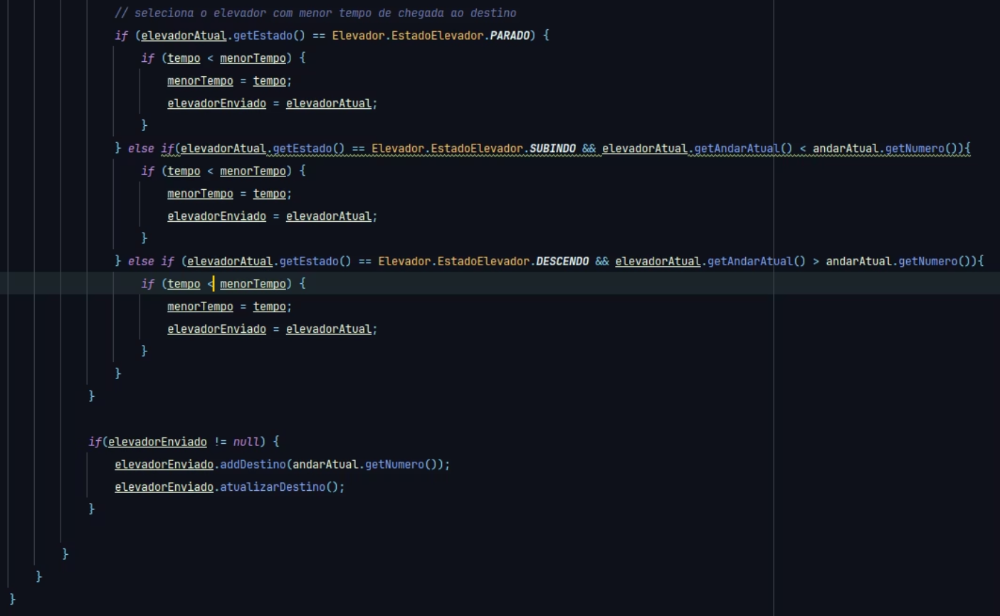 // seleciona o elevador com menor tempo de chegada ao destino
if (elevadorAtual.getEstado() == Elevador.EstadoElevador.PARADO) {
if (tempo < menorTempo) {
menorTempo = tempo;
elevadorEnviado = elevadorAtual;
}
} else if(elevadorAtual.getEstado() == Elevador.EstadoElevador.SUBINDO && elevadorAtual.getAndarAtual() < andarAtual.getNumero()){
if (tempo < menorTempo) {
menorTempo = tempo;
elevadorEnviado = elevadorAtual;
}
} else if (elevadorAtual.getEstado() == Elevador.EstadoElevador.DESCENDO && elevadorAtual.getAndarAtual() > andarAtual.getNumero()){
if (tempo < menorTempo) {
menorTempo = tempo;
elevadorEnviado = elevadorAtual;
}
}
}
if(elevadorEnviado != null) {
elevadorEnviado.addDestino(andarAtual.getNumero());
elevadorEnviado.atualizarDestino();
}
}
}
}